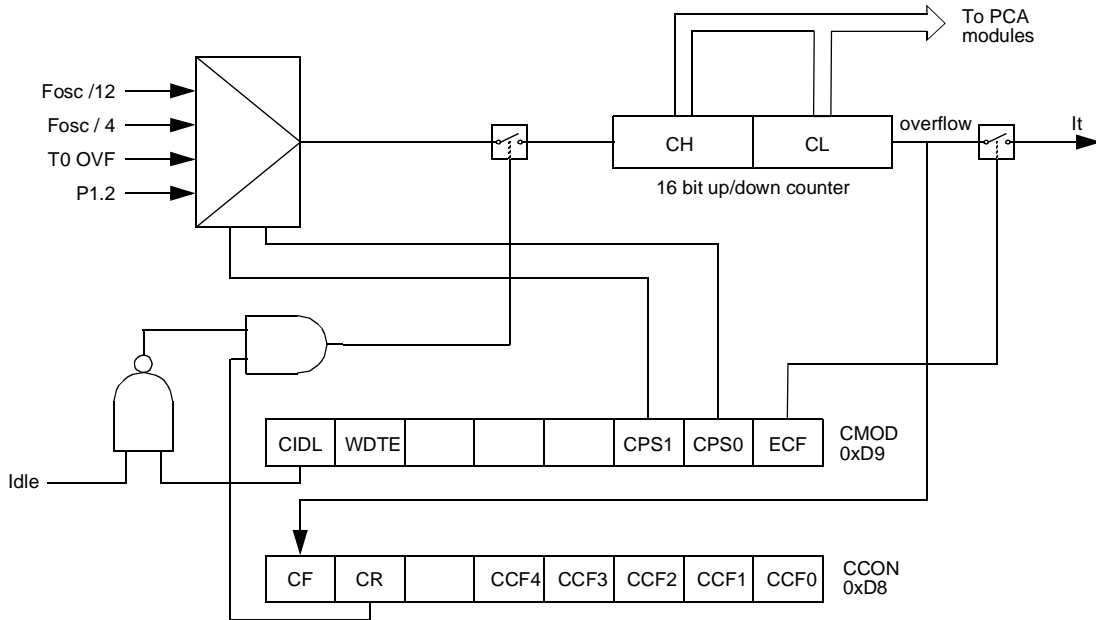 To PCA
modules
Fosc /12
Fosc / 4
T0 OVF
P1.2
CH
CL
overflow
It
16 bit up/down counter
CIDL
WDTE
CPS1
CPS0
ECF
CMOD
0xD9
Idle
CF
CR
CCF4
CCF3
CCF2
CCF1
CCF0
CCON
0xD8